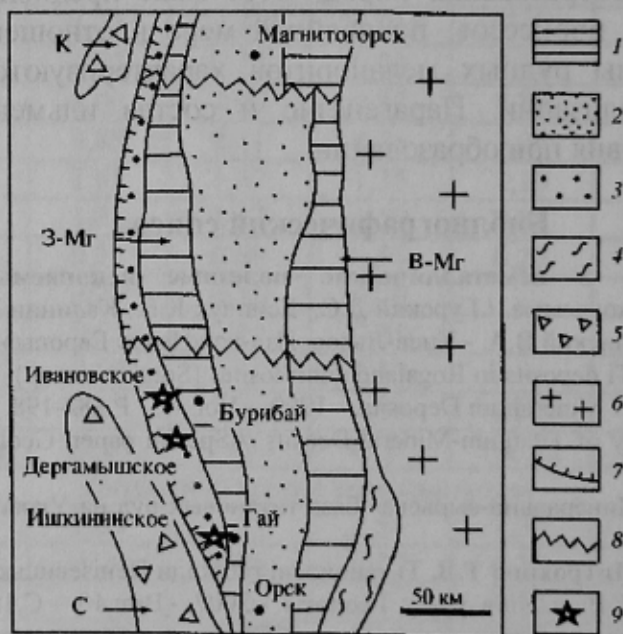 К
Магнитогорск
З-Мг
В-Мг
Ивановское
Бурибай
Дергамышское
Ишкининское
Гай
С
Орск
50 км
1
2
3
4
5
6
7
8
9